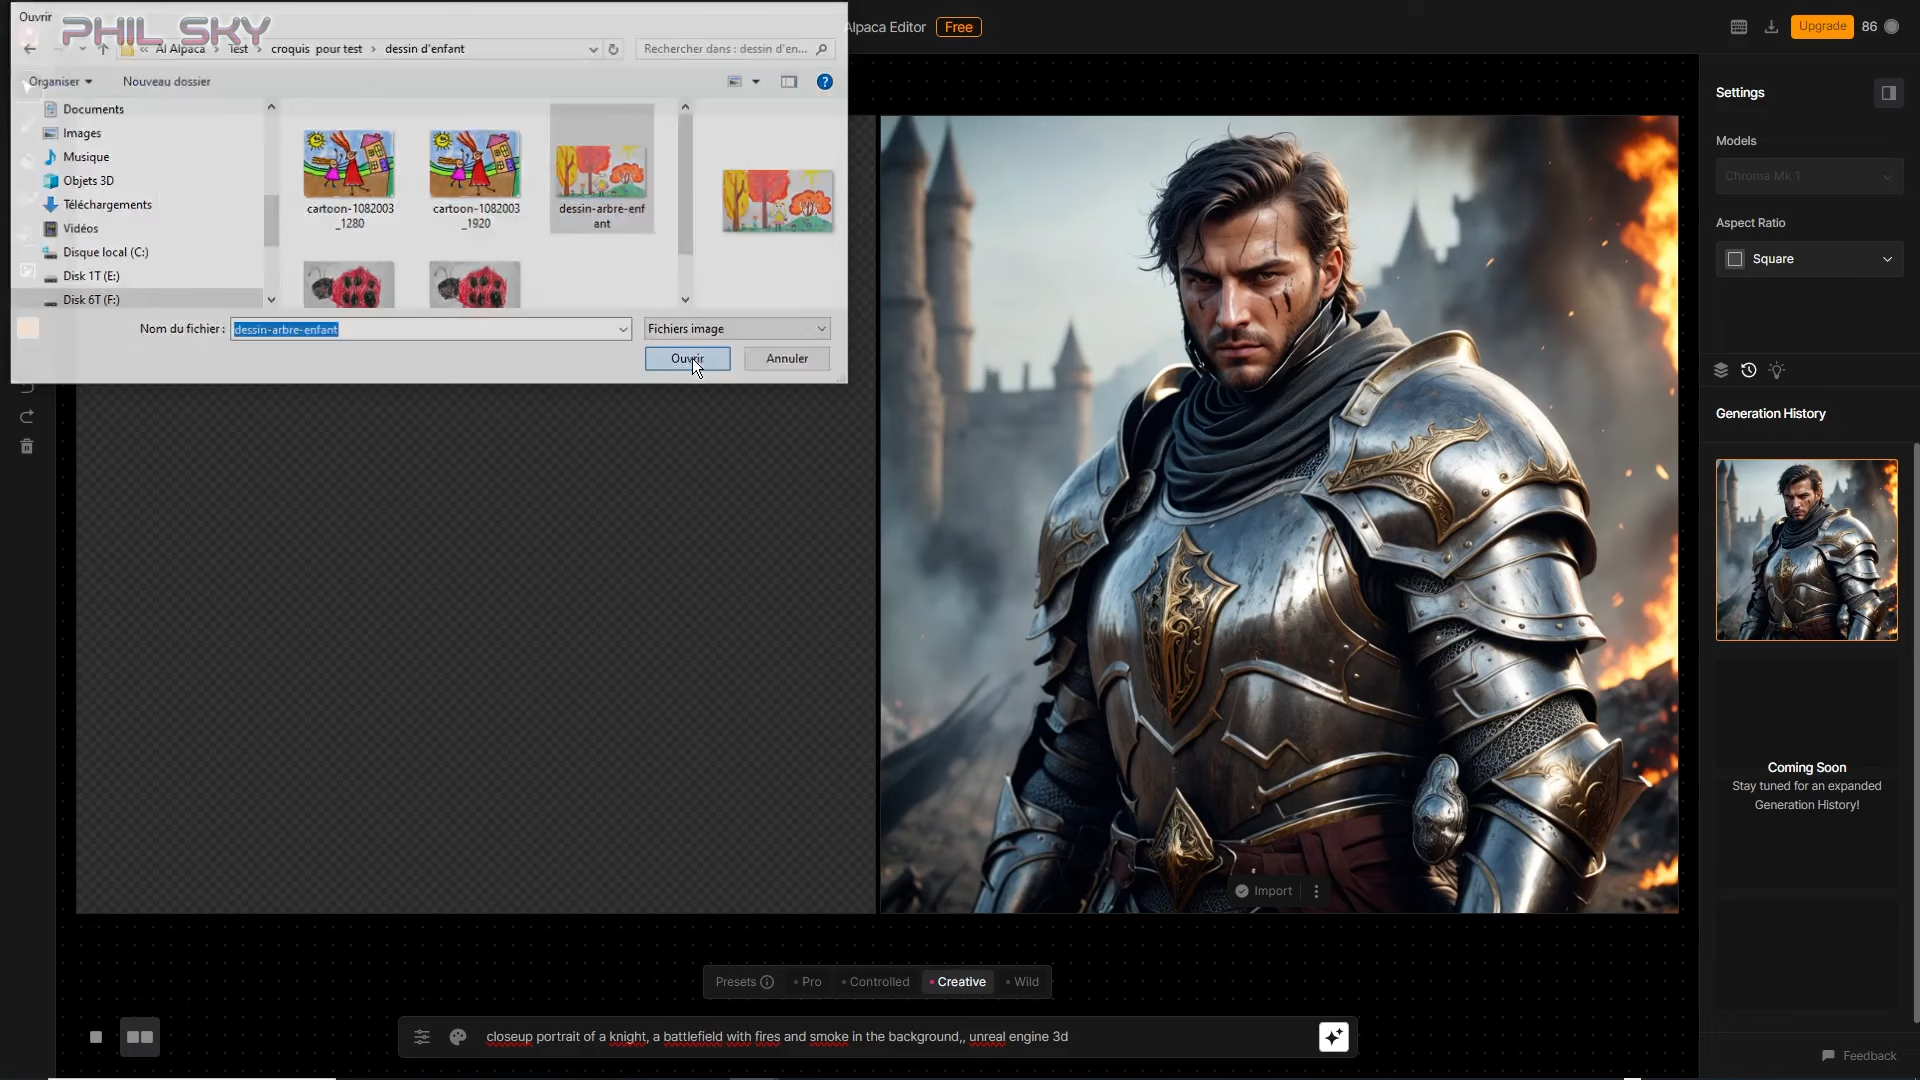 Ouvrir
PHIL SKY
« AI Alpaca › Test › croquis pour test › dessin d'enfant
Rechercher dans : dessin d'en...
Alpaca Editor Free
Upgrade 86
Organiser Nouveau dossier
Documents
Images
Musique
Objets 3D
Téléchargements
Vidéos
Disque local (C:)
Disk 1T (E:)
Disk 6T (F:)
cartoon-1082003
_1280
cartoon-1082003
_1920
dessin-arbre-enf
ant
Nom du fichier : dessin-arbre-enfant Fichiers image
Ouvrir Annuler
Settings
Models
Chroma Mk 1
Aspect Ratio
Square
Generation History
Coming Soon
Stay tuned for an expanded
Generation History!
Import
Presets Pro Controlled Creative Wild
closeup portrait of a knight, a battlefield with fires and smoke in the background,, unreal engine 3d
Feedback